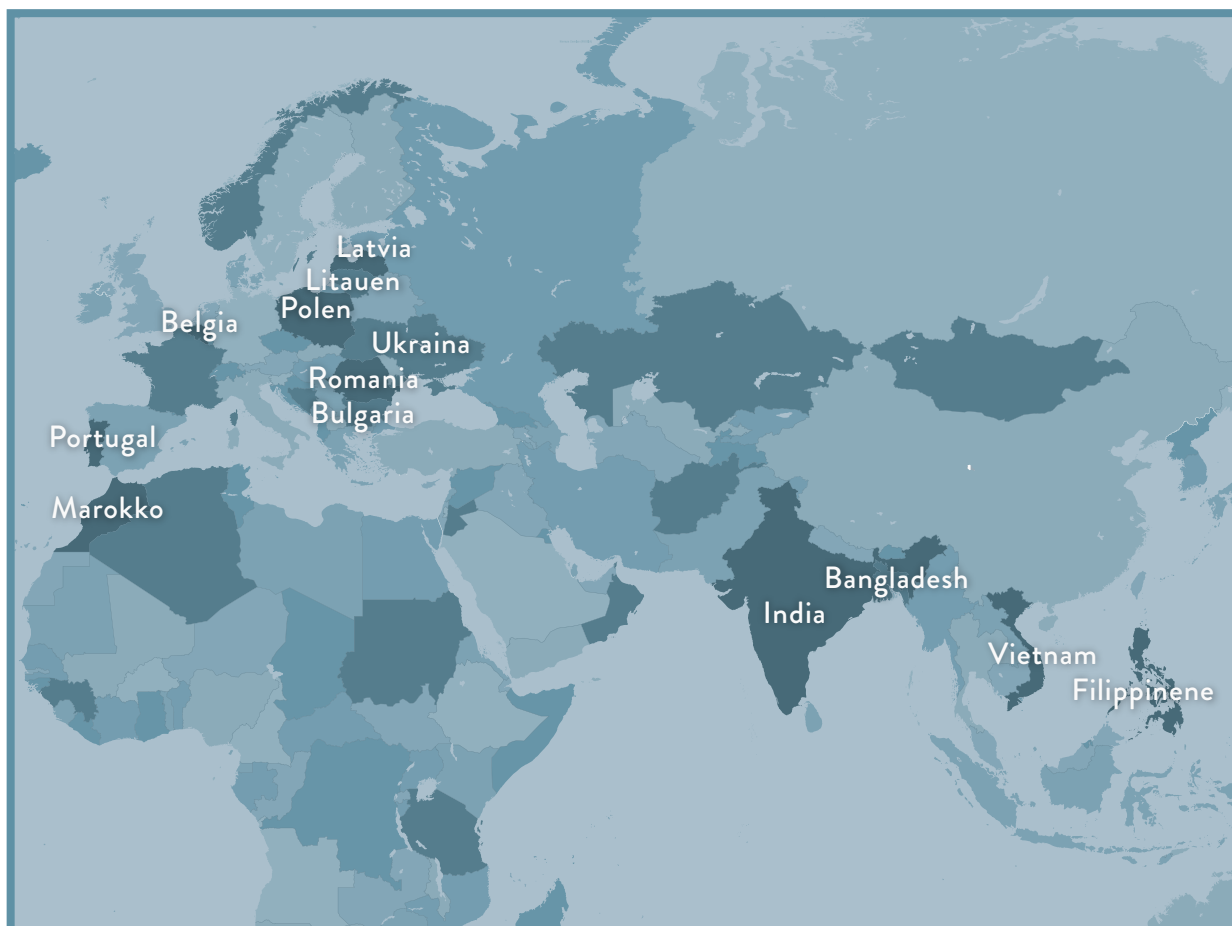 Latvia
Litauen
Polen
Belgia
Ukraina
Romania
Bulgaria
Portugal
Marokko
Bangladesh
India
Vietnam
Filippinene